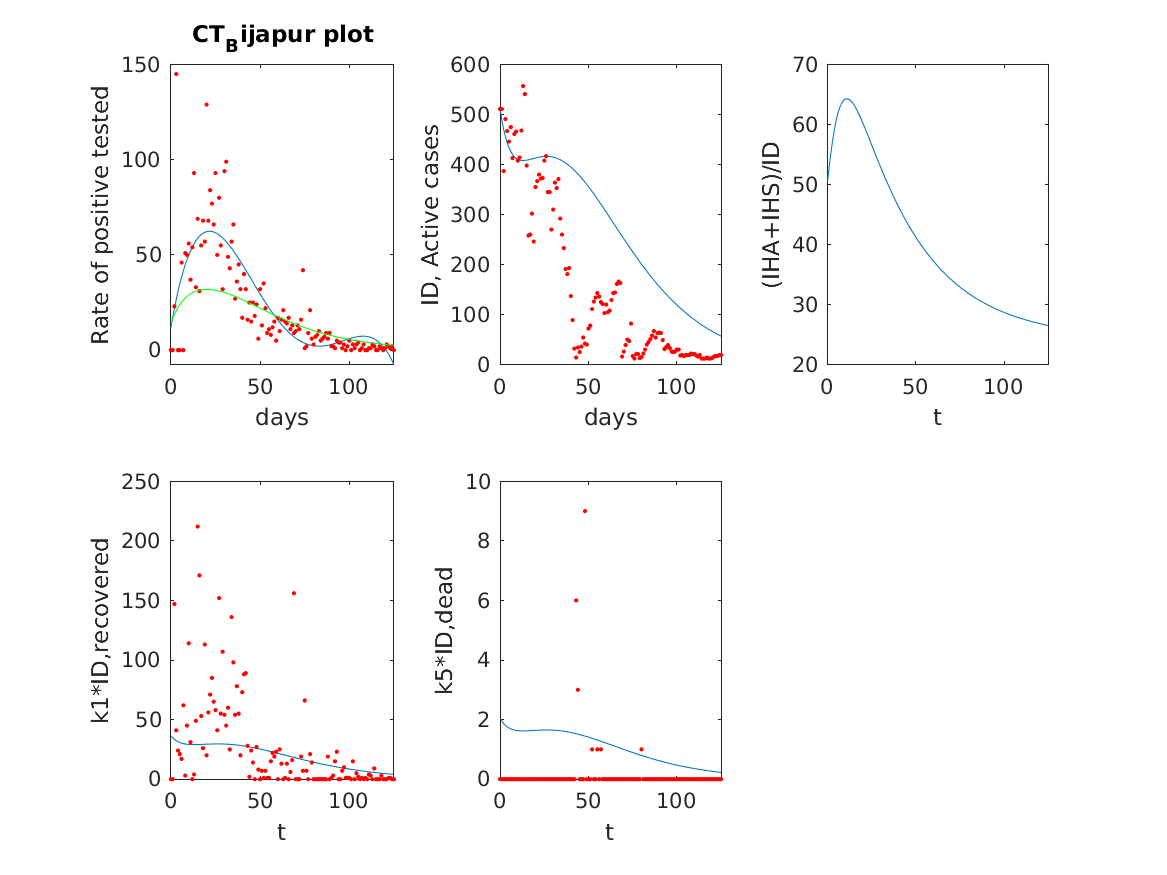 CT_Bijapur plot
Rate of positive tested
150
100
50
0
0 50 100
days
ID, Active cases
600
500
400
300
200
100
0
0 50 100
days
(IHA+IHS)/ID
70
60
50
40
30
20
0 50 100
t
k1*ID,recovered
250
200
150
100
50
0
0 50 100
t
k5*ID,dead
10
8
6
4
2
0
0 50 100
t